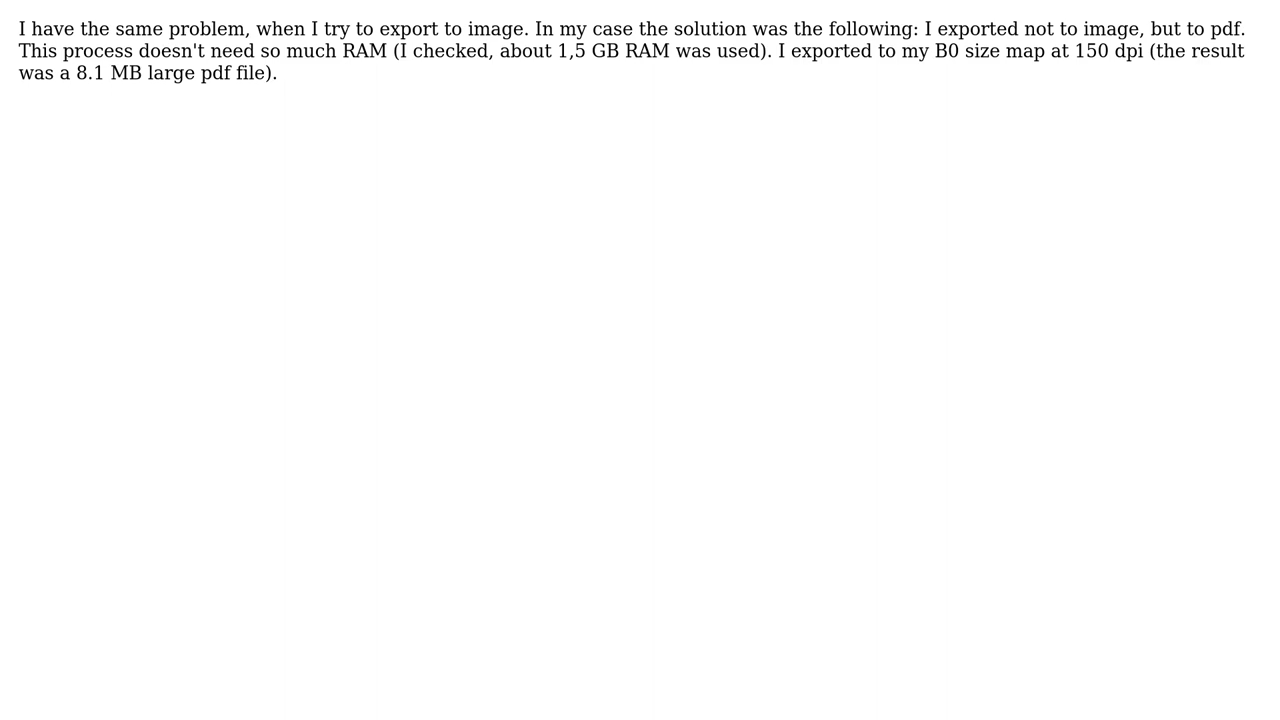 I have the same problem, when I try to export to image. In my case the solution was the following: I exported not to image, but to pdf.
This process doesn't need so much RAM (I checked, about 1,5 GB RAM was used). I exported to my B0 size map at 150 dpi (the result
was a 8.1 MB large pdf file).